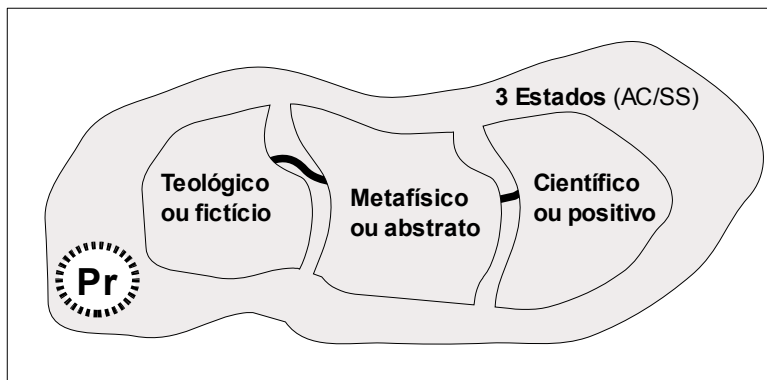 3 Estados (AC/SS)
Teológico
ou fictício
Metafísico
ou abstrato
Científico
ou positivo
Pr